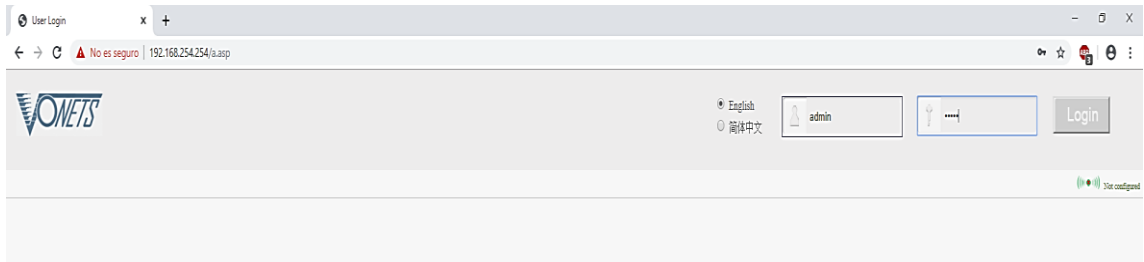 User Login
No es seguro | 192.168.254.254/a.asp
3
VONETS
English
简体中文
admin
•••••
Login
Not configured